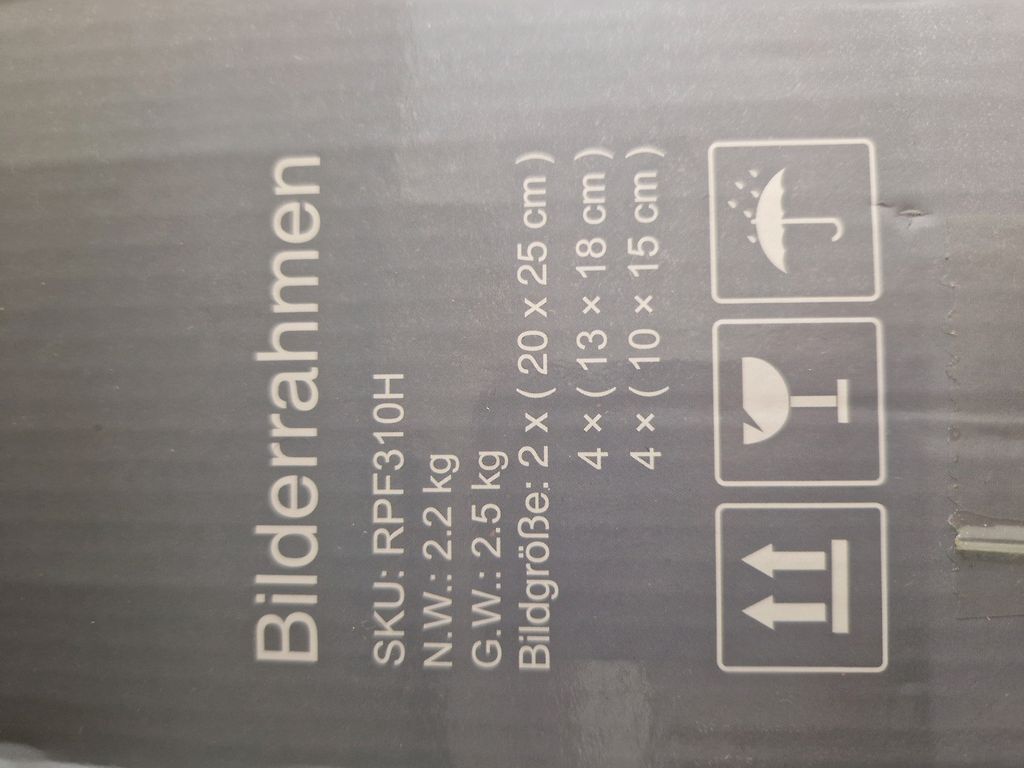 Bilderrahmen
SKU: RPF310H
N.W.: 2.2 kg
G.W.: 2.5 kg
Bildgröße: 2 x ( 20 x 25 cm )
4 × ( 13 × 18 cm )
4 × ( 10 × 15 cm )